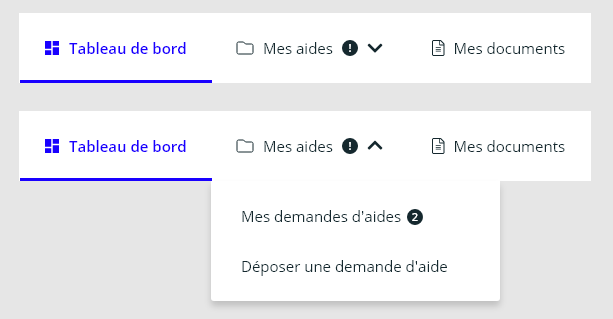 Tableau de bord Mes aides ! Mes documents
Tableau de bord Mes aides ! Mes documents
Mes demandes d'aides 2
Déposer une demande d'aide